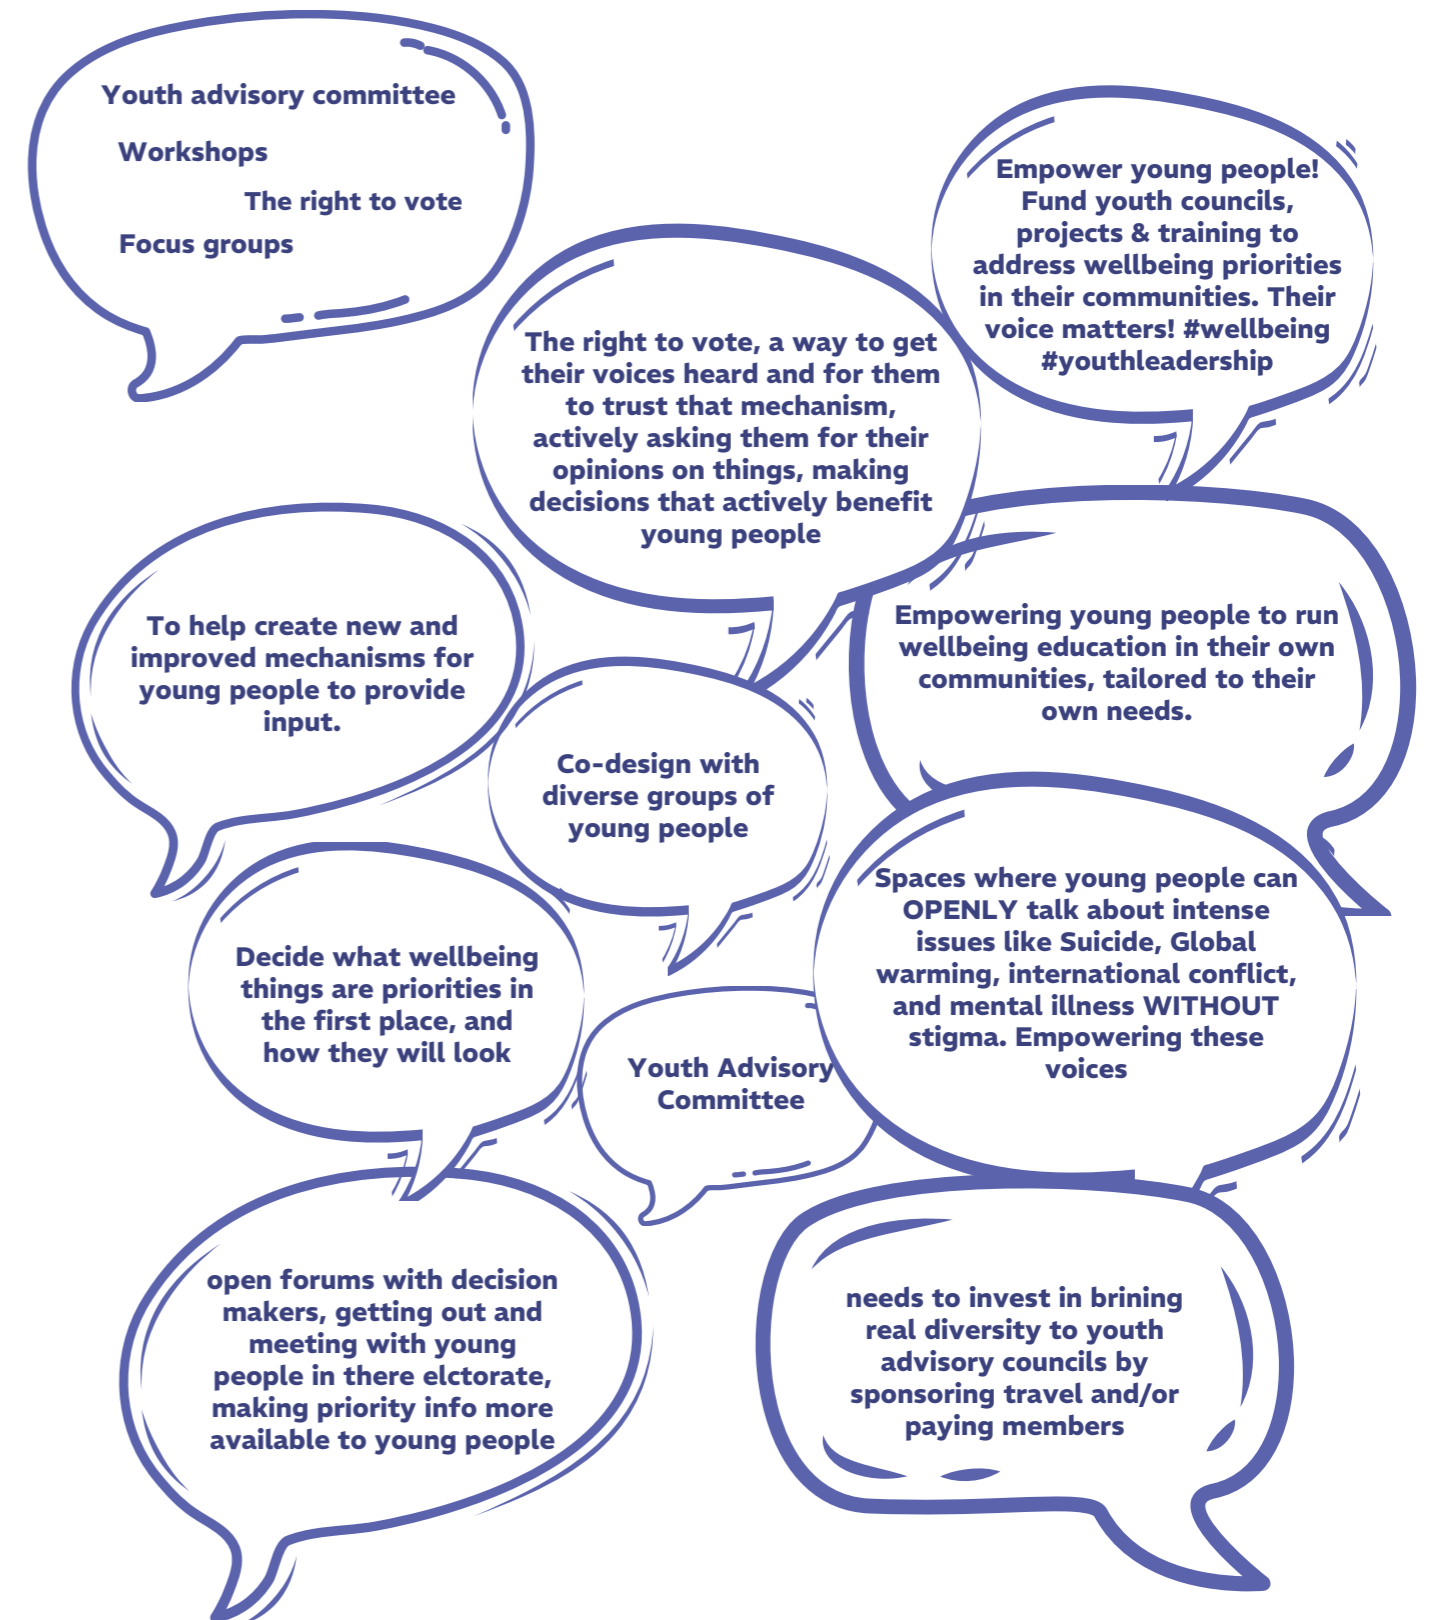 Youth advisory committee
Workshops
The right to vote
Focus groups
Empower young people!
Fund youth councils,
projects & training to
address wellbeing priorities
in their communities. Their
voice matters! #wellbeing
#youthleadership
The right to vote, a way to get
their voices heard and for them
to trust that mechanism,
actively asking them for their
opinions on things, making
decisions that actively benefit
young people
To help create new and
improved mechanisms for
young people to provide
input.
Empowering young people to run
wellbeing education in their own
communities, tailored to their
own needs.
Co-design with
diverse groups of
young people
Spaces where young people can
OPENLY talk about intense
issues like Suicide, Global
warming, international conflict,
and mental illness WITHOUT
stigma. Empowering these
voices
Decide what wellbeing
things are priorities in
the first place, and
how they will look
Youth Advisory
Committee
open forums with decision
makers, getting out and
meeting with young
people in there elctorate,
making priority info more
available to young people
needs to invest in brining
real diversity to youth
advisory councils by
sponsoring travel and/or
paying members